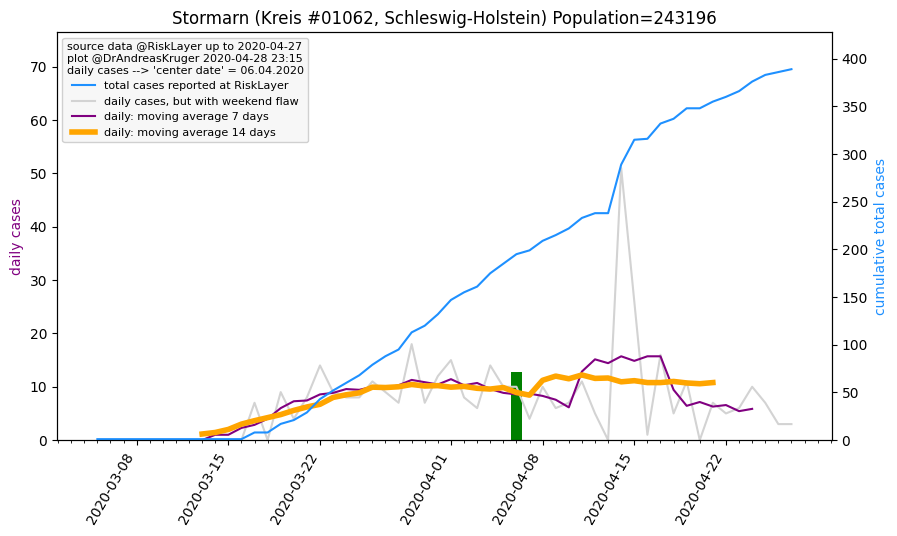 Stormarn (Kreis #01062, Schleswig-Holstein) Population=243196
source data @RiskLayer up to 2020-04-27
plot @DrAndreasKruger 2020-04-28 23:15
daily cases --> 'center date' = 06.04.2020
total cases reported at RiskLayer
daily cases, but with weekend flaw
daily: moving average 7 days
daily: moving average 14 days
daily cases
70
60
50
40
30
20
10
0
400
350
300
250
200
150
100
50
0
cumulative total cases
2020-03-08
2020-03-15
2020-03-22
2020-04-01
2020-04-08
2020-04-15
2020-04-22